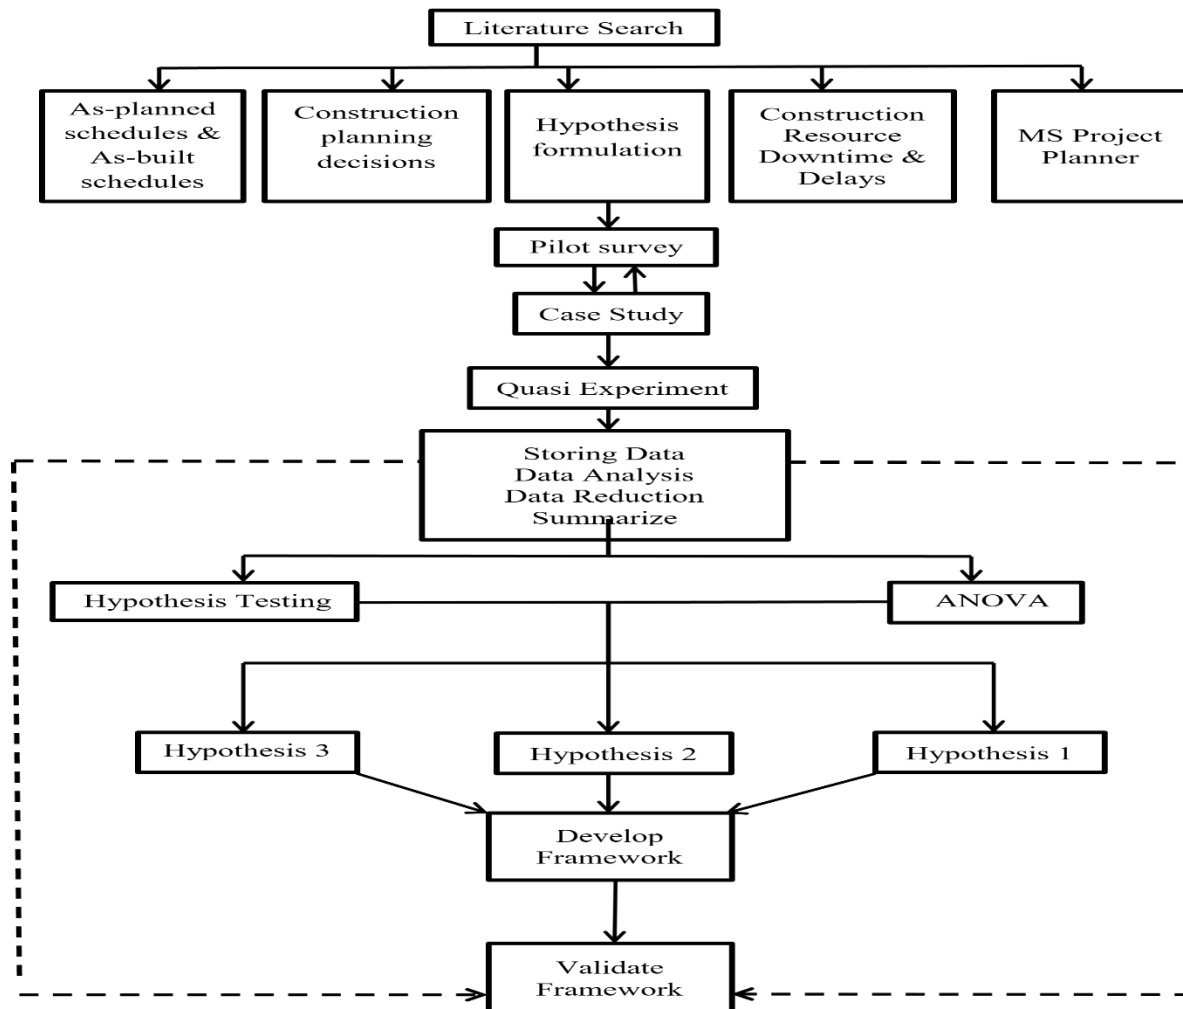 Literature Search
As-planned
schedules &
As-built
schedules
Construction
planning
decisions
Hypothesis
formulation
Construction
Resource
Downtime &
Delays
MS Project
Planner
Pilot survey
Case Study
Quasi Experiment
Storing Data
Data Analysis
Data Reduction
Summarize
Hypothesis Testing
ANOVA
Hypothesis 3
Hypothesis 2
Hypothesis 1
Develop
Framework
Validate
Framework